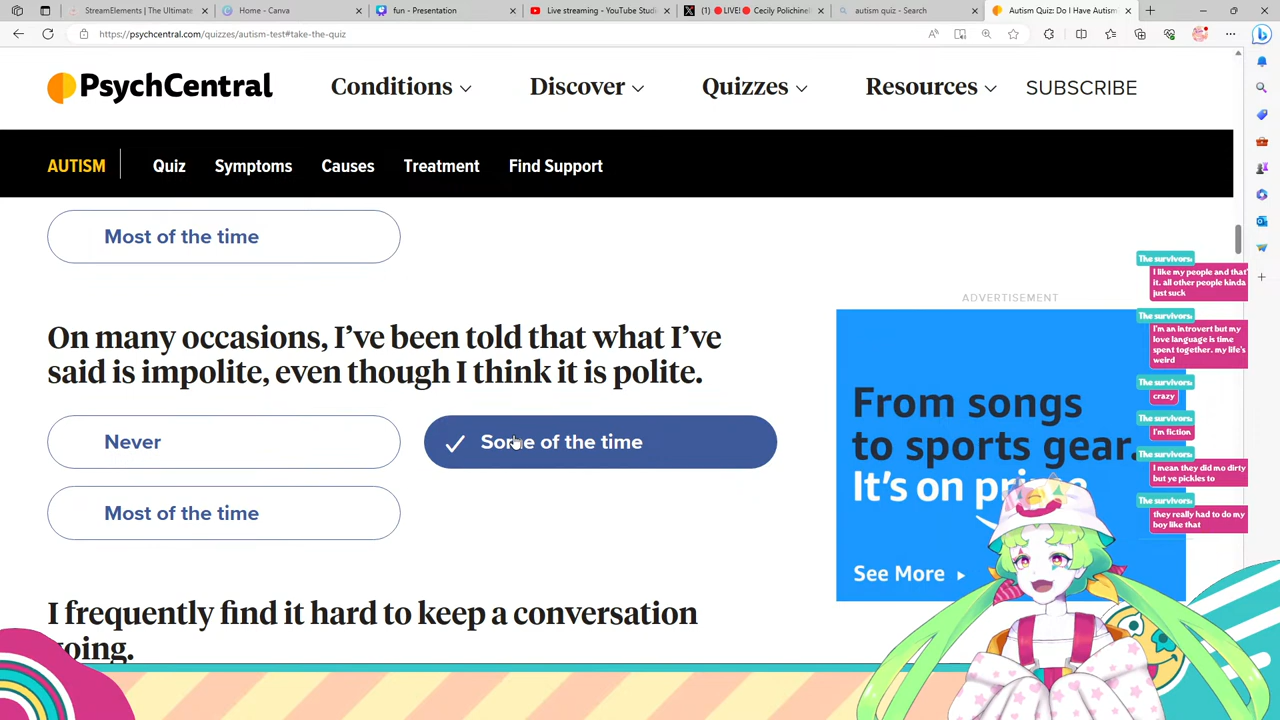 StreamElements | The Ultimate
Home - Canva
fun - Presentation
Live streaming - YouTube Studi
(1) 🔴LIVE!🔴 Cecily Polichinell
autism quiz - Search
Autism Quiz: Do I Have Autism
https://psychcentral.com/quizzes/autism-test#take-the-quiz
PsychCentral
Conditions
Discover
Quizzes
Resources
SUBSCRIBE
AUTISM
Quiz
Symptoms
Causes
Treatment
Find Support
Most of the time
On many occasions, I’ve been told that what I’ve
said is impolite, even though I think it is polite.
Never
Some of the time
Most of the time
I frequently find it hard to keep a conversation
going.
ADVERTISEMENT
From songs
to sports gear.
It’s on prime
See More
The survivors:
I like my people and that's
it. all other people kinda
just suck
The survivors:
I'm an introvert but my
love language is time
spent together. my life's
weird
The survivors:
crazy
The survivors:
I'm fiction
The survivors:
I mean they did mo dirty
but ye pickles to
The survivors:
they really had to do my
boy like that